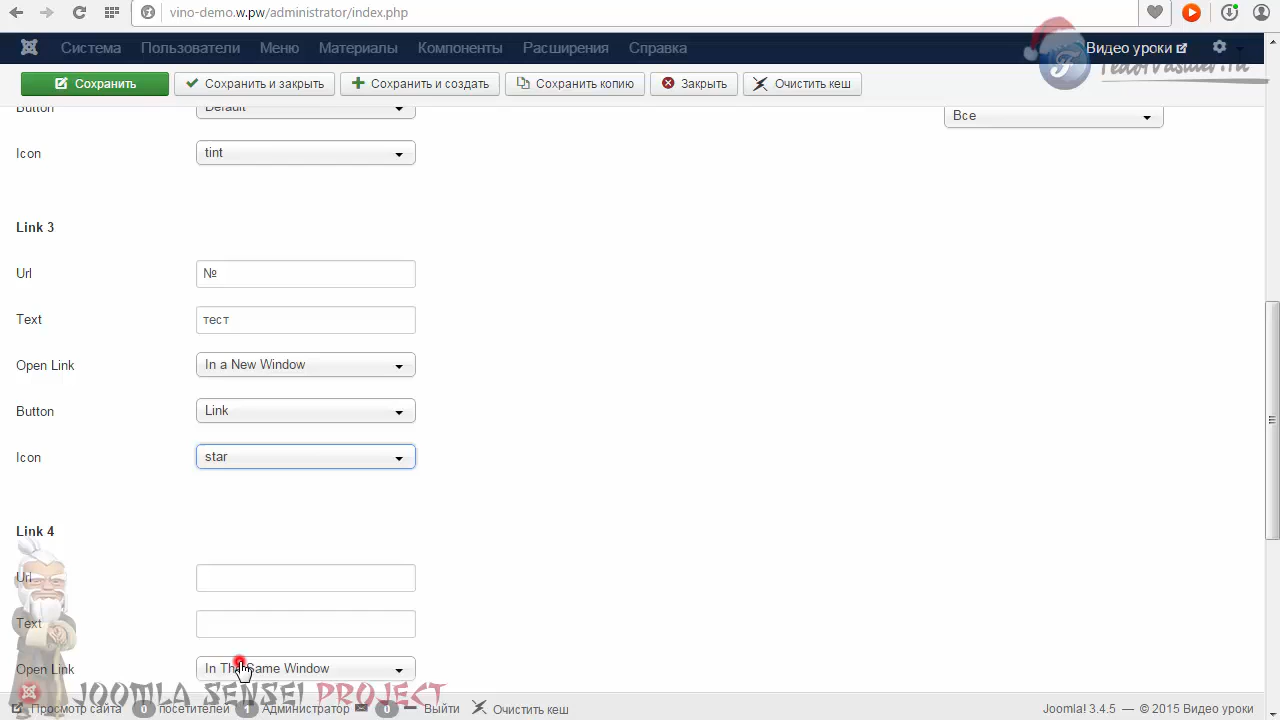 vino-demo.w.pw/administrator/index.php
Система Пользователи Меню Материалы Компоненты Расширения Справка Видео уроки
Сохранить Сохранить и закрыть Сохранить и создать Сохранить копию Закрыть Очистить кеш
Button Default
Все
Icon tint
Link 3
Url №
Text тест
Open Link In a New Window
Button Link
Icon star
Link 4
Url
Text
Open Link In The Same Window
JOOMLA SENSEI PROJECT
Просмотр сайта 0 посетителей 1 Администратор 0 Выйти Очистить кеш Joomla! 3.4.5 — © 2015 Видео уроки